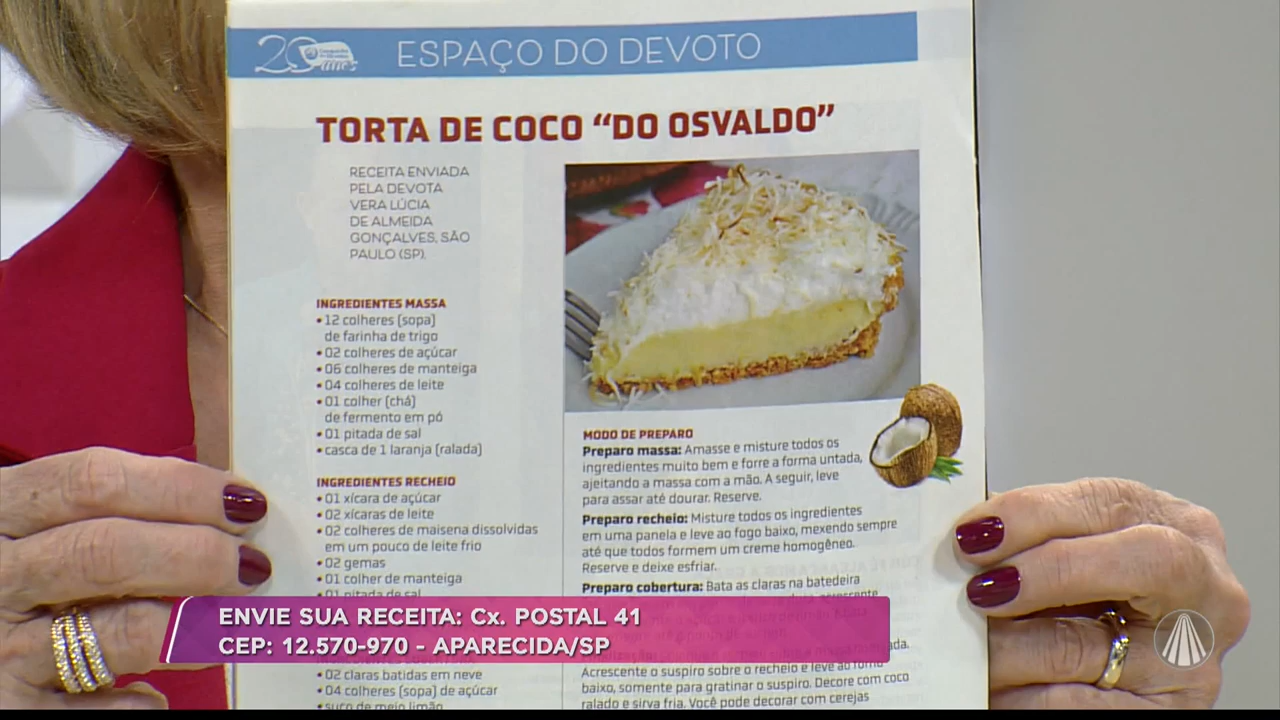 20 anos
ESPAÇO DO DEVOTO
TORTA DE COCO “DO OSVALDO”
RECEITA ENVIADA
PELA DEVOTA
VERA LÚCIA
DE ALMEIDA
GONÇALVES, SÃO
PAULO (SP).
INGREDIENTES MASSA
• 12 colheres (sopa)
de farinha de trigo
• 02 colheres de açúcar
• 06 colheres de manteiga
• 04 colheres de leite
• 01 colher (chá)
de fermento em pó
• 01 pitada de sal
• casca de 1 laranja (ralada)
INGREDIENTES RECHEIO
• 01 xícara de açúcar
• 02 xícaras de leite
• 02 colheres de maisena dissolvidas
em um pouco de leite frio
• 02 gemas
• 01 colher de manteiga
• 01 pitada de sal
• 02 claras batidas em neve
• 04 colheres (sopa) de açúcar
• suco de meio limão
MODO DE PREPARO
Preparo massa: Amasse e misture todos os
ingredientes muito bem e forre a forma untada,
ajeitando a massa com a mão. A seguir, leve
para assar até dourar. Reserve.
Preparo recheio: Misture todos os ingredientes
em uma panela e leve ao fogo baixo, mexendo sempre
até que todos formem um creme homogêneo.
Reserve e deixe esfriar.
Preparo cobertura: Bata as claras na batedeira
Acrescente o suspiro sobre o recheio e leve ao forno
baixo, somente para gratinar o suspiro. Decore com coco
ralado e sirva fria. Você pode decorar com cerejas
ENVIE SUA RECEITA: Cx. POSTAL 41
CEP: 12.570-970 - APARECIDA/SP